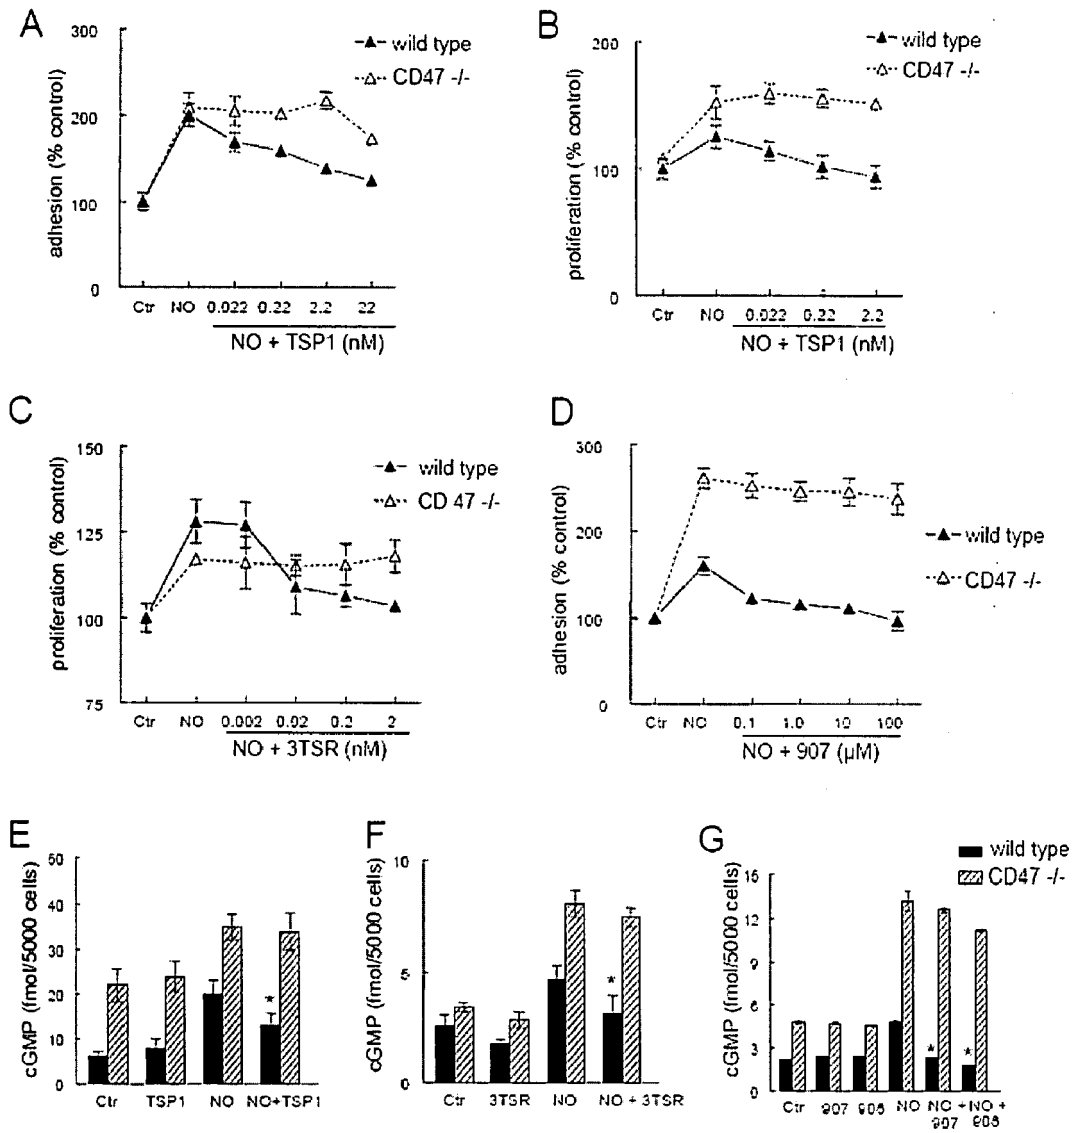 A
wild type
CD47 -/-
adhesion (% control)
300
200
100
0
Ctr NO 0.022 0.22 2.2 22
NO + TSP1 (nM)
B
wild type
CD47 -/-
proliferation (% control)
200
100
0
Ctr NO 0.022 0.22 2.2
NO + TSP1 (nM)
C
wild type
CD 47 -/-
proliferation (% control)
150
125
100
75
Ctr NO 0.002 0.02 0.2 2
NO + 3TSR (nM)
D
wild type
CD47 -/-
adhesion (% control)
300
200
100
0
Ctr NO 0.1 1.0 10 100
NO + 907 (µM)
E
cGMP (fmol/5000 cells)
50
40
30
20
10
0
*
Ctr TSP1 NO NO+TSP1
F
cGMP (fmol/5000 cells)
10
5
0
*
Ctr 3TSR NO NO + 3TSR
G
wild type
CD47 -/-
cGMP (fmol/5000 cells)
15
12
9
6
3
0
* *
Ctr 907 NO NO + 907 NO +